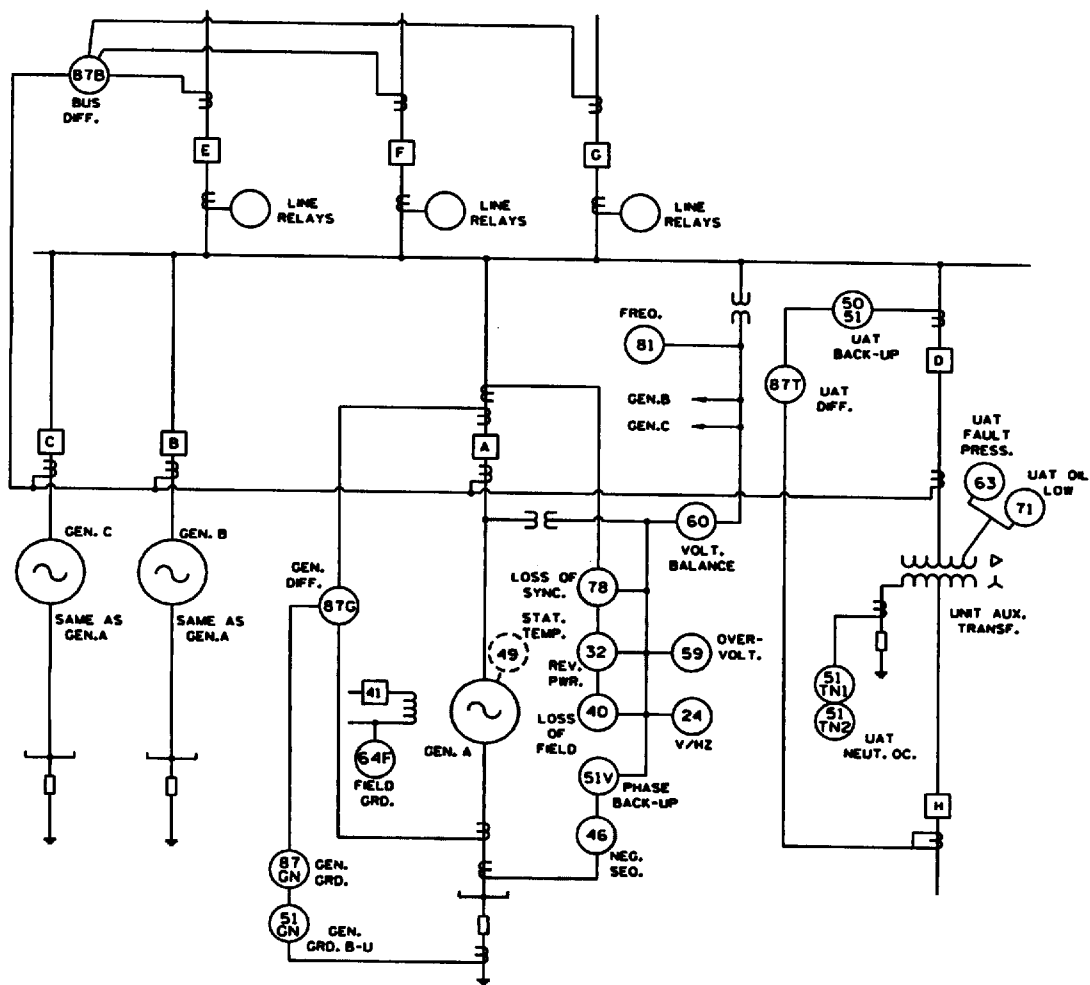 87B
BUS
DIFF.
E
F
G
LINE
RELAYS
LINE
RELAYS
LINE
RELAYS
FREQ.
81
50
51
UAT
BACK-UP
D
87T
UAT
DIFF.
GEN.B
GEN.C
C
B
A
UAT
FAULT
PRESS.
63
UAT OIL
LOW
71
GEN. C
GEN. B
60
VOLT.
BALANCE
GEN.
DIFF.
87G
LOSS OF
SYNC.
78
SAME AS
GEN.A
SAME AS
GEN.A
STAT.
TEMP.
49
REV.
PWR.
32
59
OVER-
VOLT.
UNIT AUX.
TRANSF.
41
GEN. A
LOSS
OF
FIELD
40
24
V/HZ
51
TN1
51
TN2
UAT
NEUT. OC.
64F
FIELD
GRD.
51V
PHASE
BACK-UP
H
46
NEG.
SEQ.
87
GN
GEN.
GRD.
51
GN
GEN.
GRD. B-U